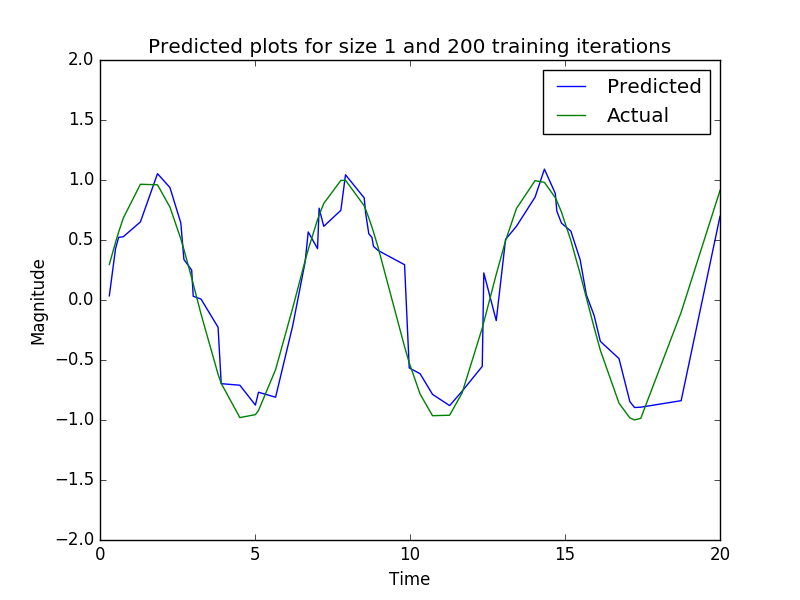 Predicted plots for size 1 and 200 training iterations
Predicted
Actual
2.0
1.5
1.0
0.5
0.0
−0.5
−1.0
−1.5
−2.0
Magnitude
0 5 10 15 20
Time